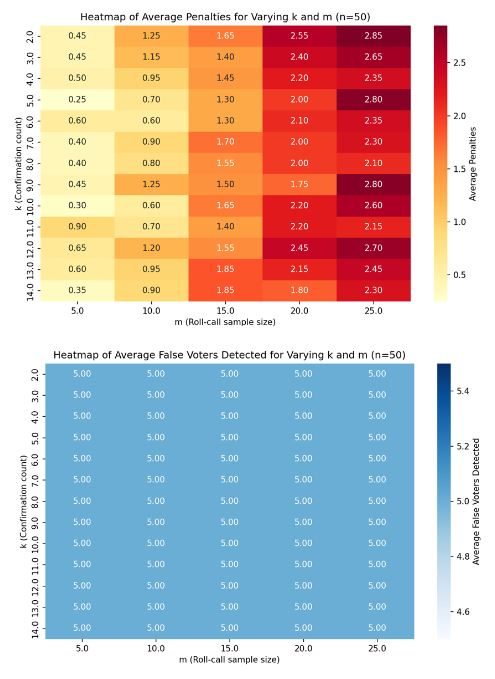 Heatmap of Average Penalties for Varying k and m (n=50)
2.0 0.45 1.25 1.65 2.55 2.85
3.0 0.45 1.15 1.40 2.40 2.65
4.0 0.50 0.95 1.45 2.20 2.35
5.0 0.25 0.70 1.30 2.00 2.80
6.0 0.60 0.60 1.30 2.10 2.35
7.0 0.40 0.90 1.70 2.00 2.30
8.0 0.40 0.80 1.55 2.00 2.10
9.0 0.45 1.25 1.50 1.75 2.80
10.0 0.30 0.60 1.65 2.20 2.60
11.0 0.90 0.70 1.40 2.20 2.15
12.0 0.65 1.20 1.55 2.45 2.70
13.0 0.60 0.95 1.85 2.15 2.45
14.0 0.35 0.90 1.85 1.80 2.30
5.0 10.0 15.0 20.0 25.0
m (Roll-call sample size)
k (Confirmation count)
2.5
2.0
1.5
1.0
0.5
Average Penalties
Heatmap of Average False Voters Detected for Varying k and m (n=50)
2.0 5.00 5.00 5.00 5.00 5.00
3.0 5.00 5.00 5.00 5.00 5.00
4.0 5.00 5.00 5.00 5.00 5.00
5.0 5.00 5.00 5.00 5.00 5.00
6.0 5.00 5.00 5.00 5.00 5.00
7.0 5.00 5.00 5.00 5.00 5.00
8.0 5.00 5.00 5.00 5.00 5.00
9.0 5.00 5.00 5.00 5.00 5.00
10.0 5.00 5.00 5.00 5.00 5.00
11.0 5.00 5.00 5.00 5.00 5.00
12.0 5.00 5.00 5.00 5.00 5.00
13.0 5.00 5.00 5.00 5.00 5.00
14.0 5.00 5.00 5.00 5.00 5.00
5.0 10.0 15.0 20.0 25.0
m (Roll-call sample size)
k (Confirmation count)
5.4
5.2
5.0
4.8
4.6
Average False Voters Detected